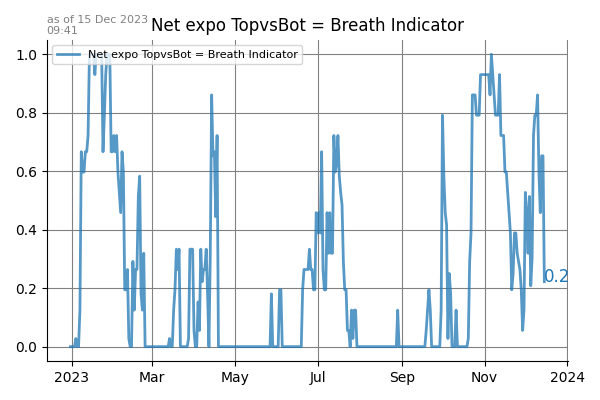 as of 15 Dec 2023
09:41
Net expo TopvsBot = Breath Indicator
Net expo TopvsBot = Breath Indicator
1.0
0.8
0.6
0.4
0.2
0.2
0.0
2023 Mar May Jul Sep Nov 2024